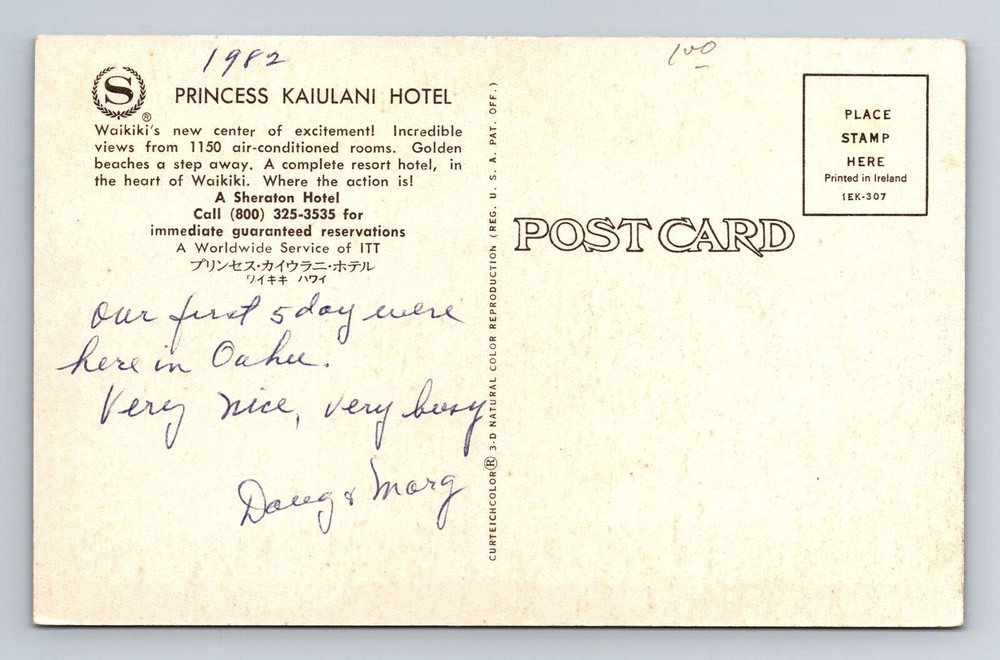 1982
100
S
®
PRINCESS KAIULANI HOTEL
Waikiki's new center of excitement! Incredible
views from 1150 air-conditioned rooms. Golden
beaches a step away. A complete resort hotel, in
the heart of Waikiki. Where the action is!
A Sheraton Hotel
Call (800) 325-3535 for
immediate guaranteed reservations
A Worldwide Service of ITT
プリンセス・カイウラニ・ホテル
ワイキキ ハワイ
our first 5 day were
here in Oahu.
Very nice, very busy
Doug & Marg
CURTEICHCOLOR® 3-D NATURAL COLOR REPRODUCTION (REG. U. S. A. PAT. OFF.)
POST CARD
PLACE
STAMP
HERE
Printed in Ireland
1EK-307